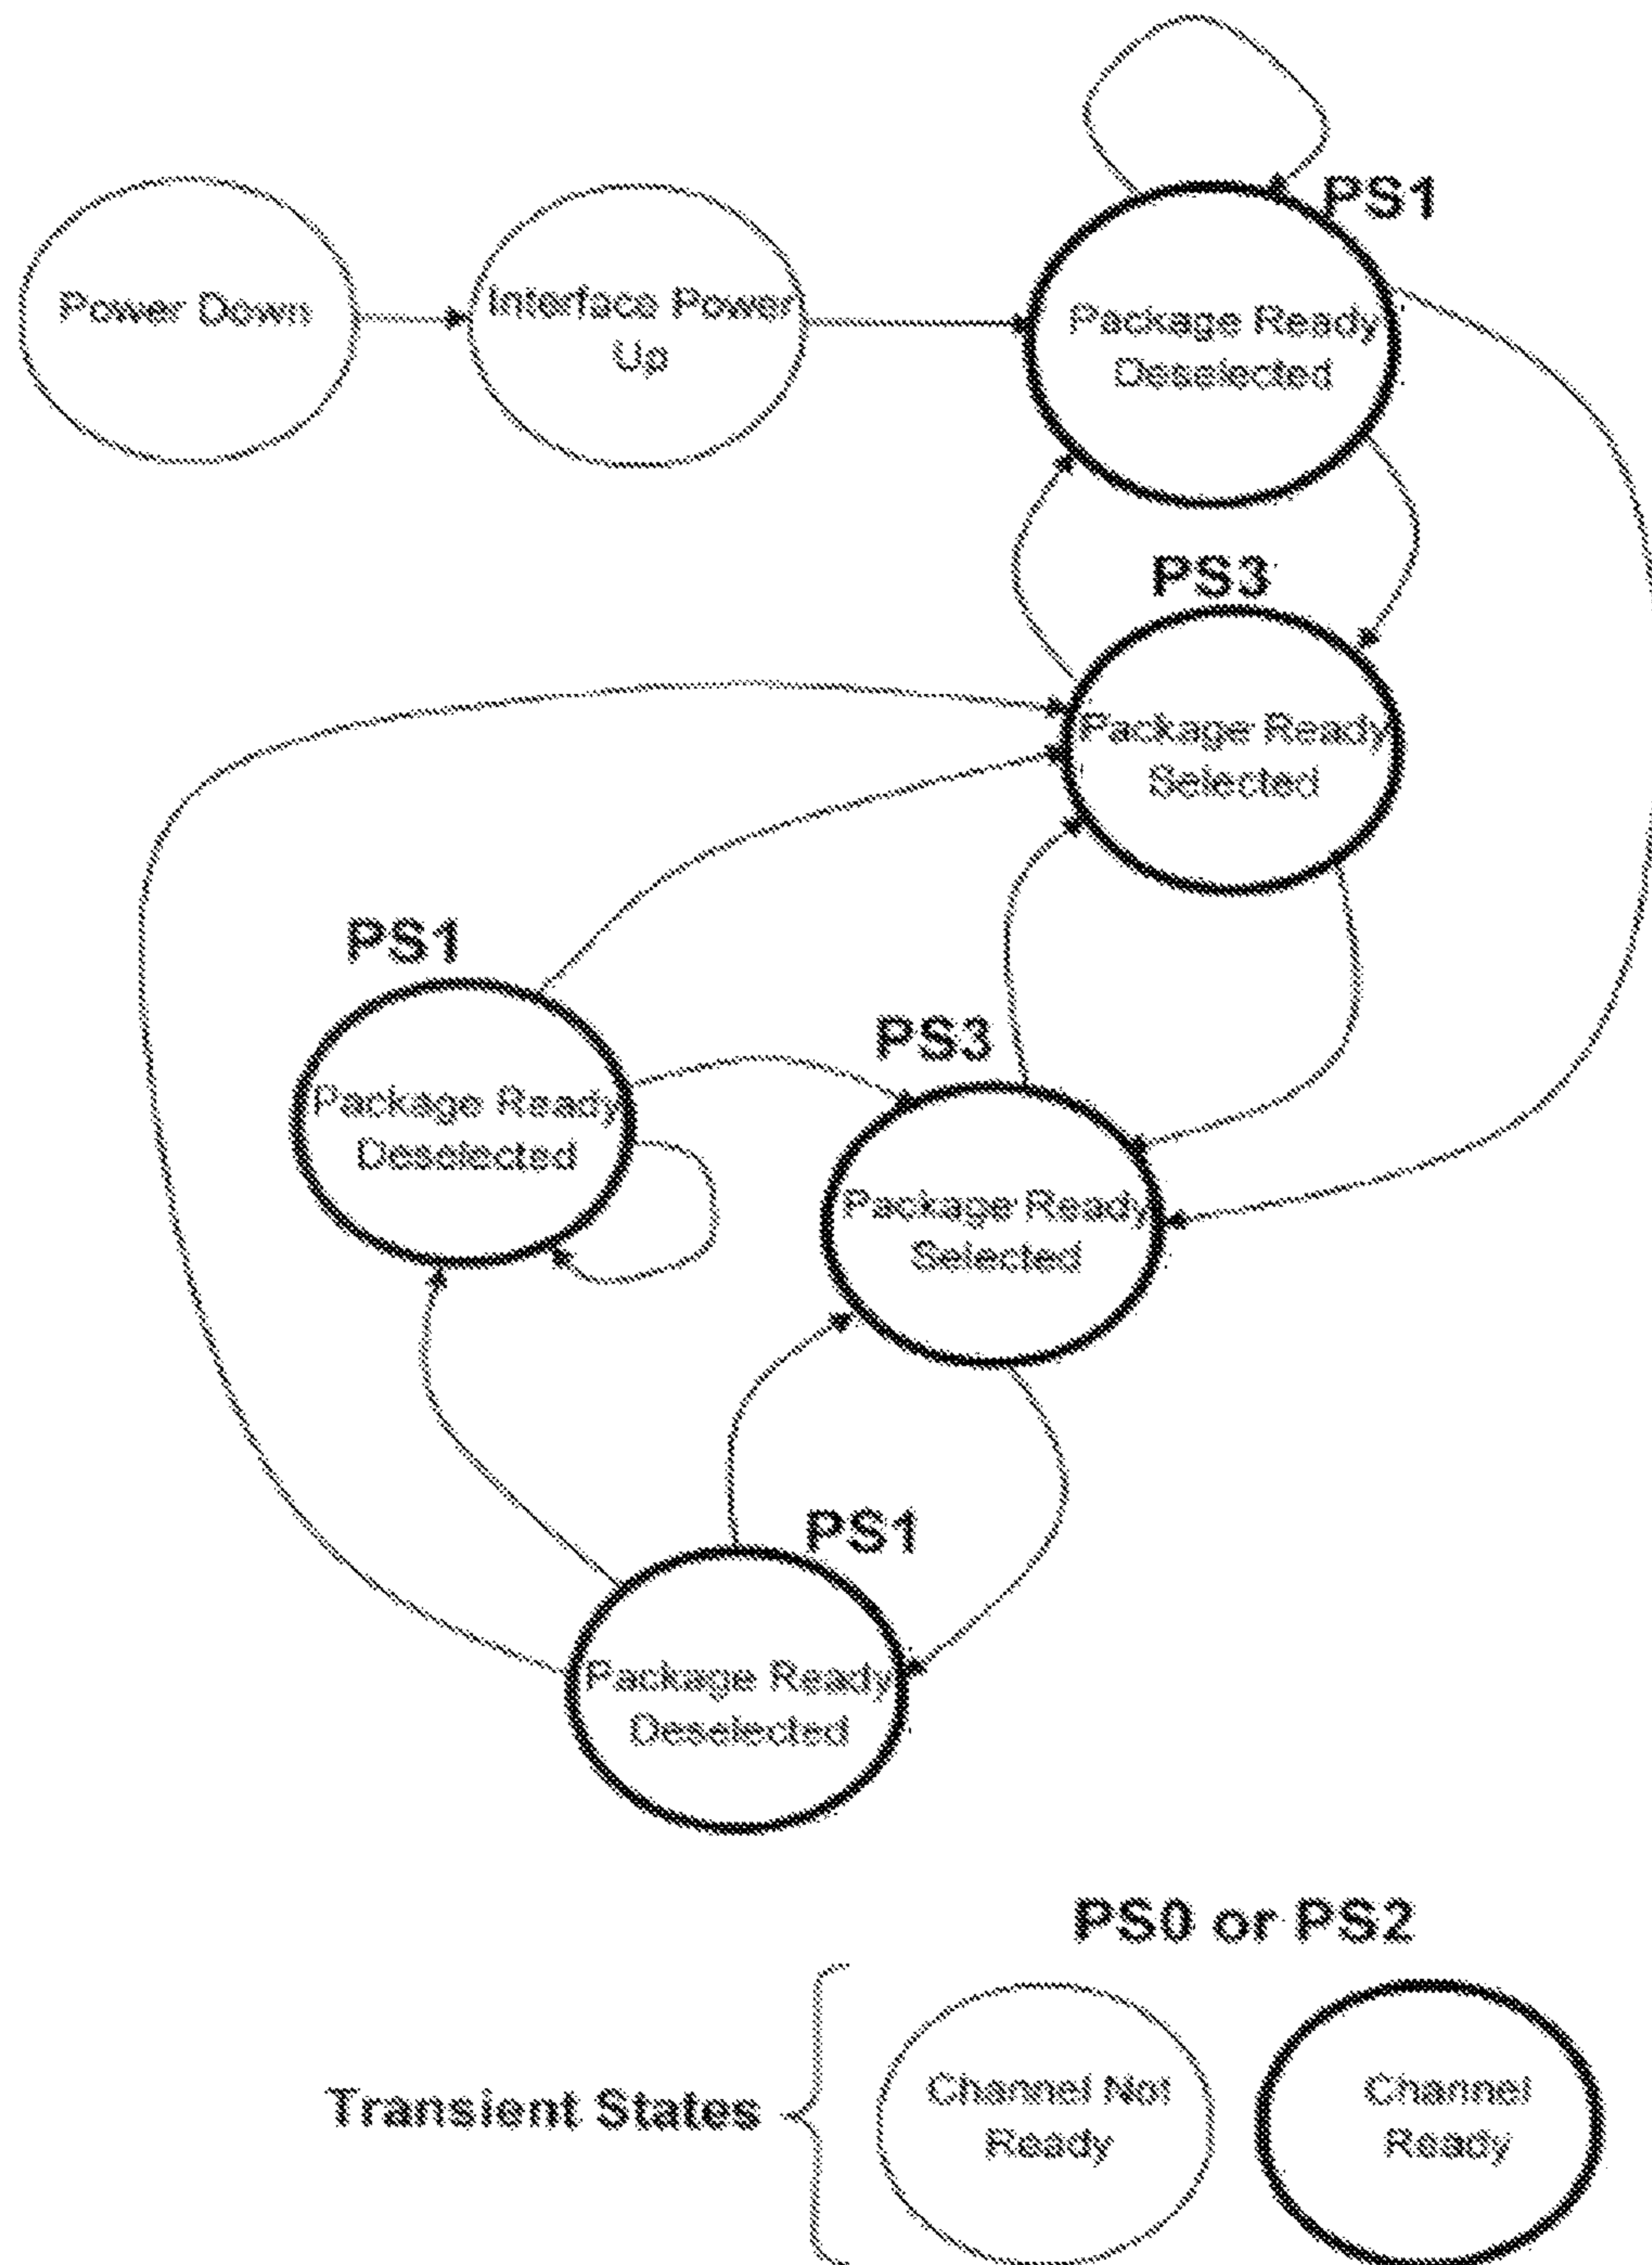 PS1
Power Down
Interface Power
Up
Package Ready
Deselected
PS3
Package Ready
Selected
PS1
Package Ready
Deselected
PS3
Package Ready
Selected
PS1
Package Ready
Deselected
PS0 or PS2
Transient States
Channel Not
Ready
Channel
Ready